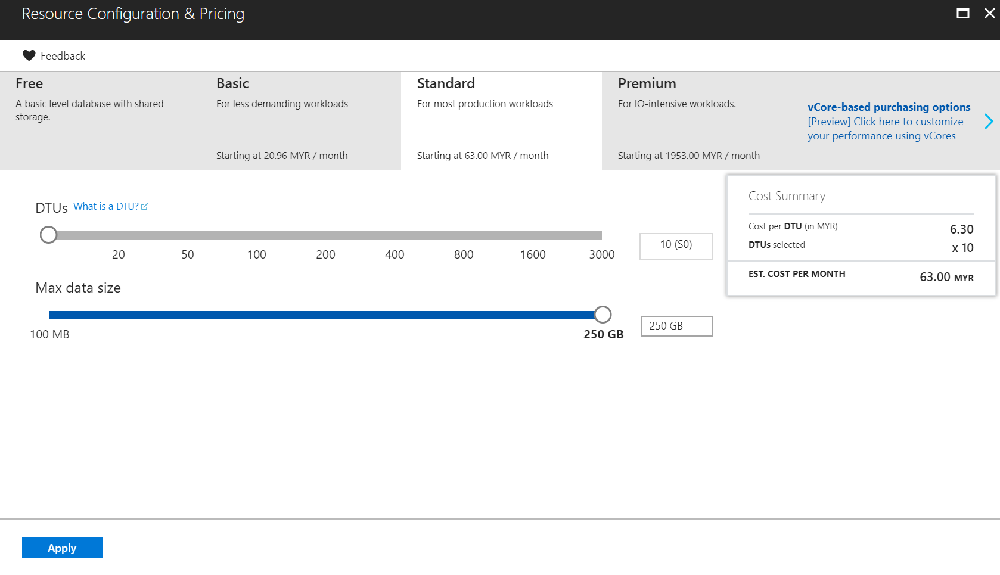 Resource Configuration & Pricing
Feedback
Free
A basic level database with shared
storage.
Basic
For less demanding workloads
Starting at 20.96 MYR / month
Standard
For most production workloads
Starting at 63.00 MYR / month
Premium
For IO-intensive workloads.
Starting at 1953.00 MYR / month
vCore-based purchasing options
[Preview] Click here to customize
your performance using vCores
DTUs What is a DTU?
20 50 100 200 400 800 1600 3000
10 (S0)
Max data size
100 MB 250 GB
250 GB
Cost Summary
Cost per DTU (in MYR) 6.30
DTUs selected x 10
EST. COST PER MONTH 63.00 MYR
Apply